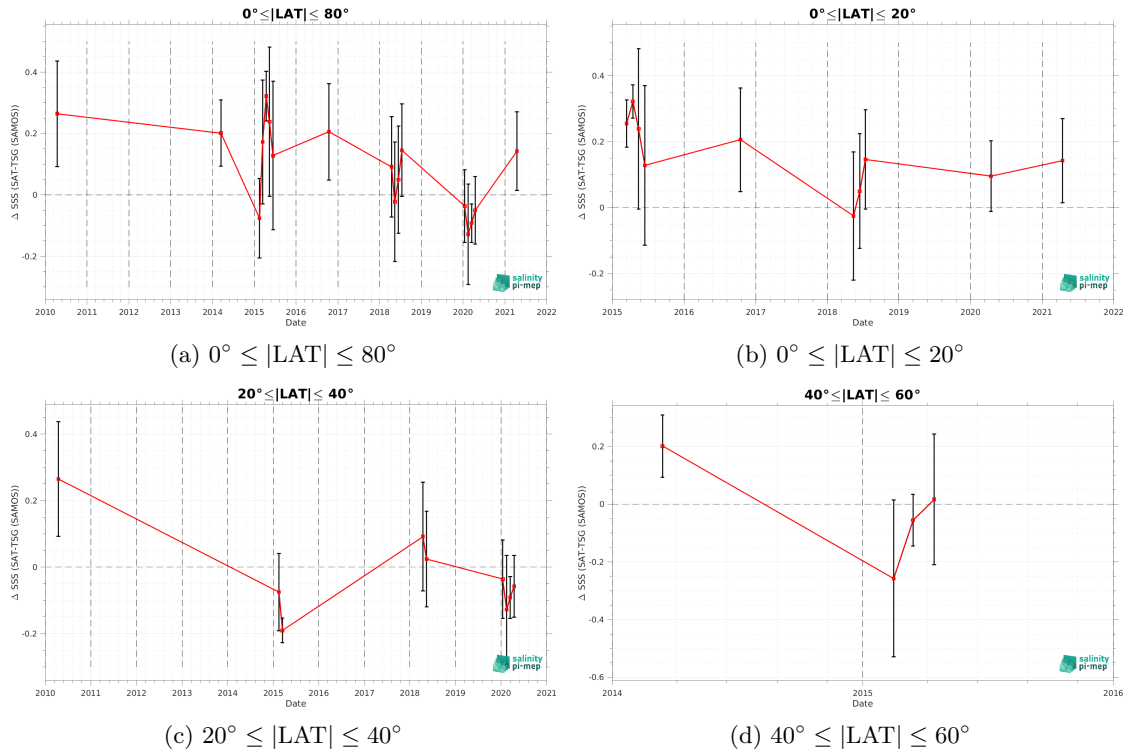 0°≤|LAT|≤ 80°
Δ SSS (SAT-TSG (SAMOS))
0.4
0.2
0
-0.2
2010 2011 2012 2013 2014 2015 2016 2017 2018 2019 2020 2021 2022
Date
salinity
pi-mep
(a) 0° ≤ |LAT| ≤ 80°
0°≤|LAT|≤ 20°
Δ SSS (SAT-TSG (SAMOS))
0.4
0.2
0
-0.2
2015 2016 2017 2018 2019 2020 2021 2022
Date
salinity
pi-mep
(b) 0° ≤ |LAT| ≤ 20°
20°≤|LAT|≤ 40°
Δ SSS (SAT-TSG (SAMOS))
0.4
0.2
0
-0.2
2010 2011 2012 2013 2014 2015 2016 2017 2018 2019 2020 2021
Date
salinity
pi-mep
(c) 20° ≤ |LAT| ≤ 40°
40°≤|LAT|≤ 60°
Δ SSS (SAT-TSG (SAMOS))
0.2
0
-0.2
-0.4
-0.6
2014 2015 2016
Date
salinity
pi-mep
(d) 40° ≤ |LAT| ≤ 60°